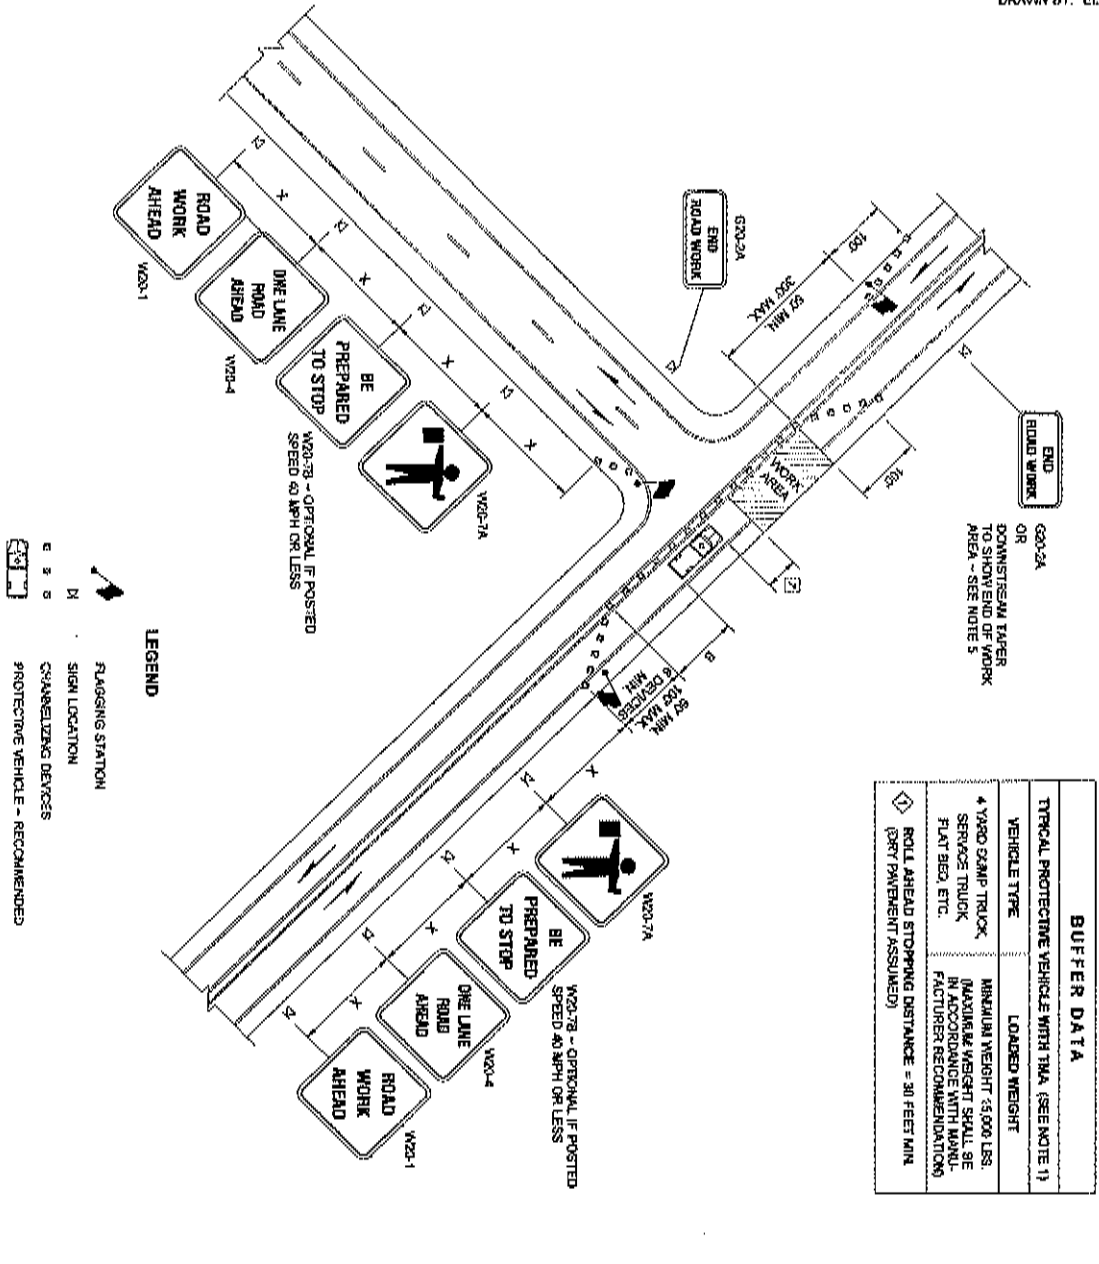 BUFFER DATA
TYPICAL PROTECTIVE VEHICLE WITH TMA (SEE NOTE 1)
VEHICLE TYPE
LOADED WEIGHT
4 YARD DUMP TRUCK,
SERVICE TRUCK,
FLAT BED, ETC.
MINIMUM WEIGHT 15,000 LBS.
(MAXIMUM WEIGHT SHALL BE
IN ACCORDANCE WITH MANU-
FACTURER RECOMMENDATION)
1 ROLL AHEAD STOPPING DISTANCE = 30 FEET MIN.
(DRY PAVEMENT ASSUMED)
END
ROAD WORK
G20-2A
OR
DOWNSTREAM TAPER
TO SHOW END OF WORK
AREA - SEE NOTE 5
G20-2A
END
ROAD WORK
100'
50' MIN.
300' MAX.
100'
WORK
AREA
B
6 DEVICES
MIN.
50' MIN.
100' MAX.
X
X
X
X
W20-7A
BE
PREPARED
TO STOP
W20-7B - OPTIONAL IF POSTED
SPEED 40 MPH OR LESS
ONE LANE
ROAD
AHEAD
W20-4
ROAD
WORK
AHEAD
W20-1
X
X
X
X
W20-7A
BE
PREPARED
TO STOP
W20-7B - OPTIONAL IF POSTED
SPEED 40 MPH OR LESS
ONE LANE
ROAD
AHEAD
W20-4
ROAD
WORK
AHEAD
W20-1
LEGEND
FLAGGING STATION
SIGN LOCATION
CHANNELIZING DEVICES
PROTECTIVE VEHICLE - RECOMMENDED